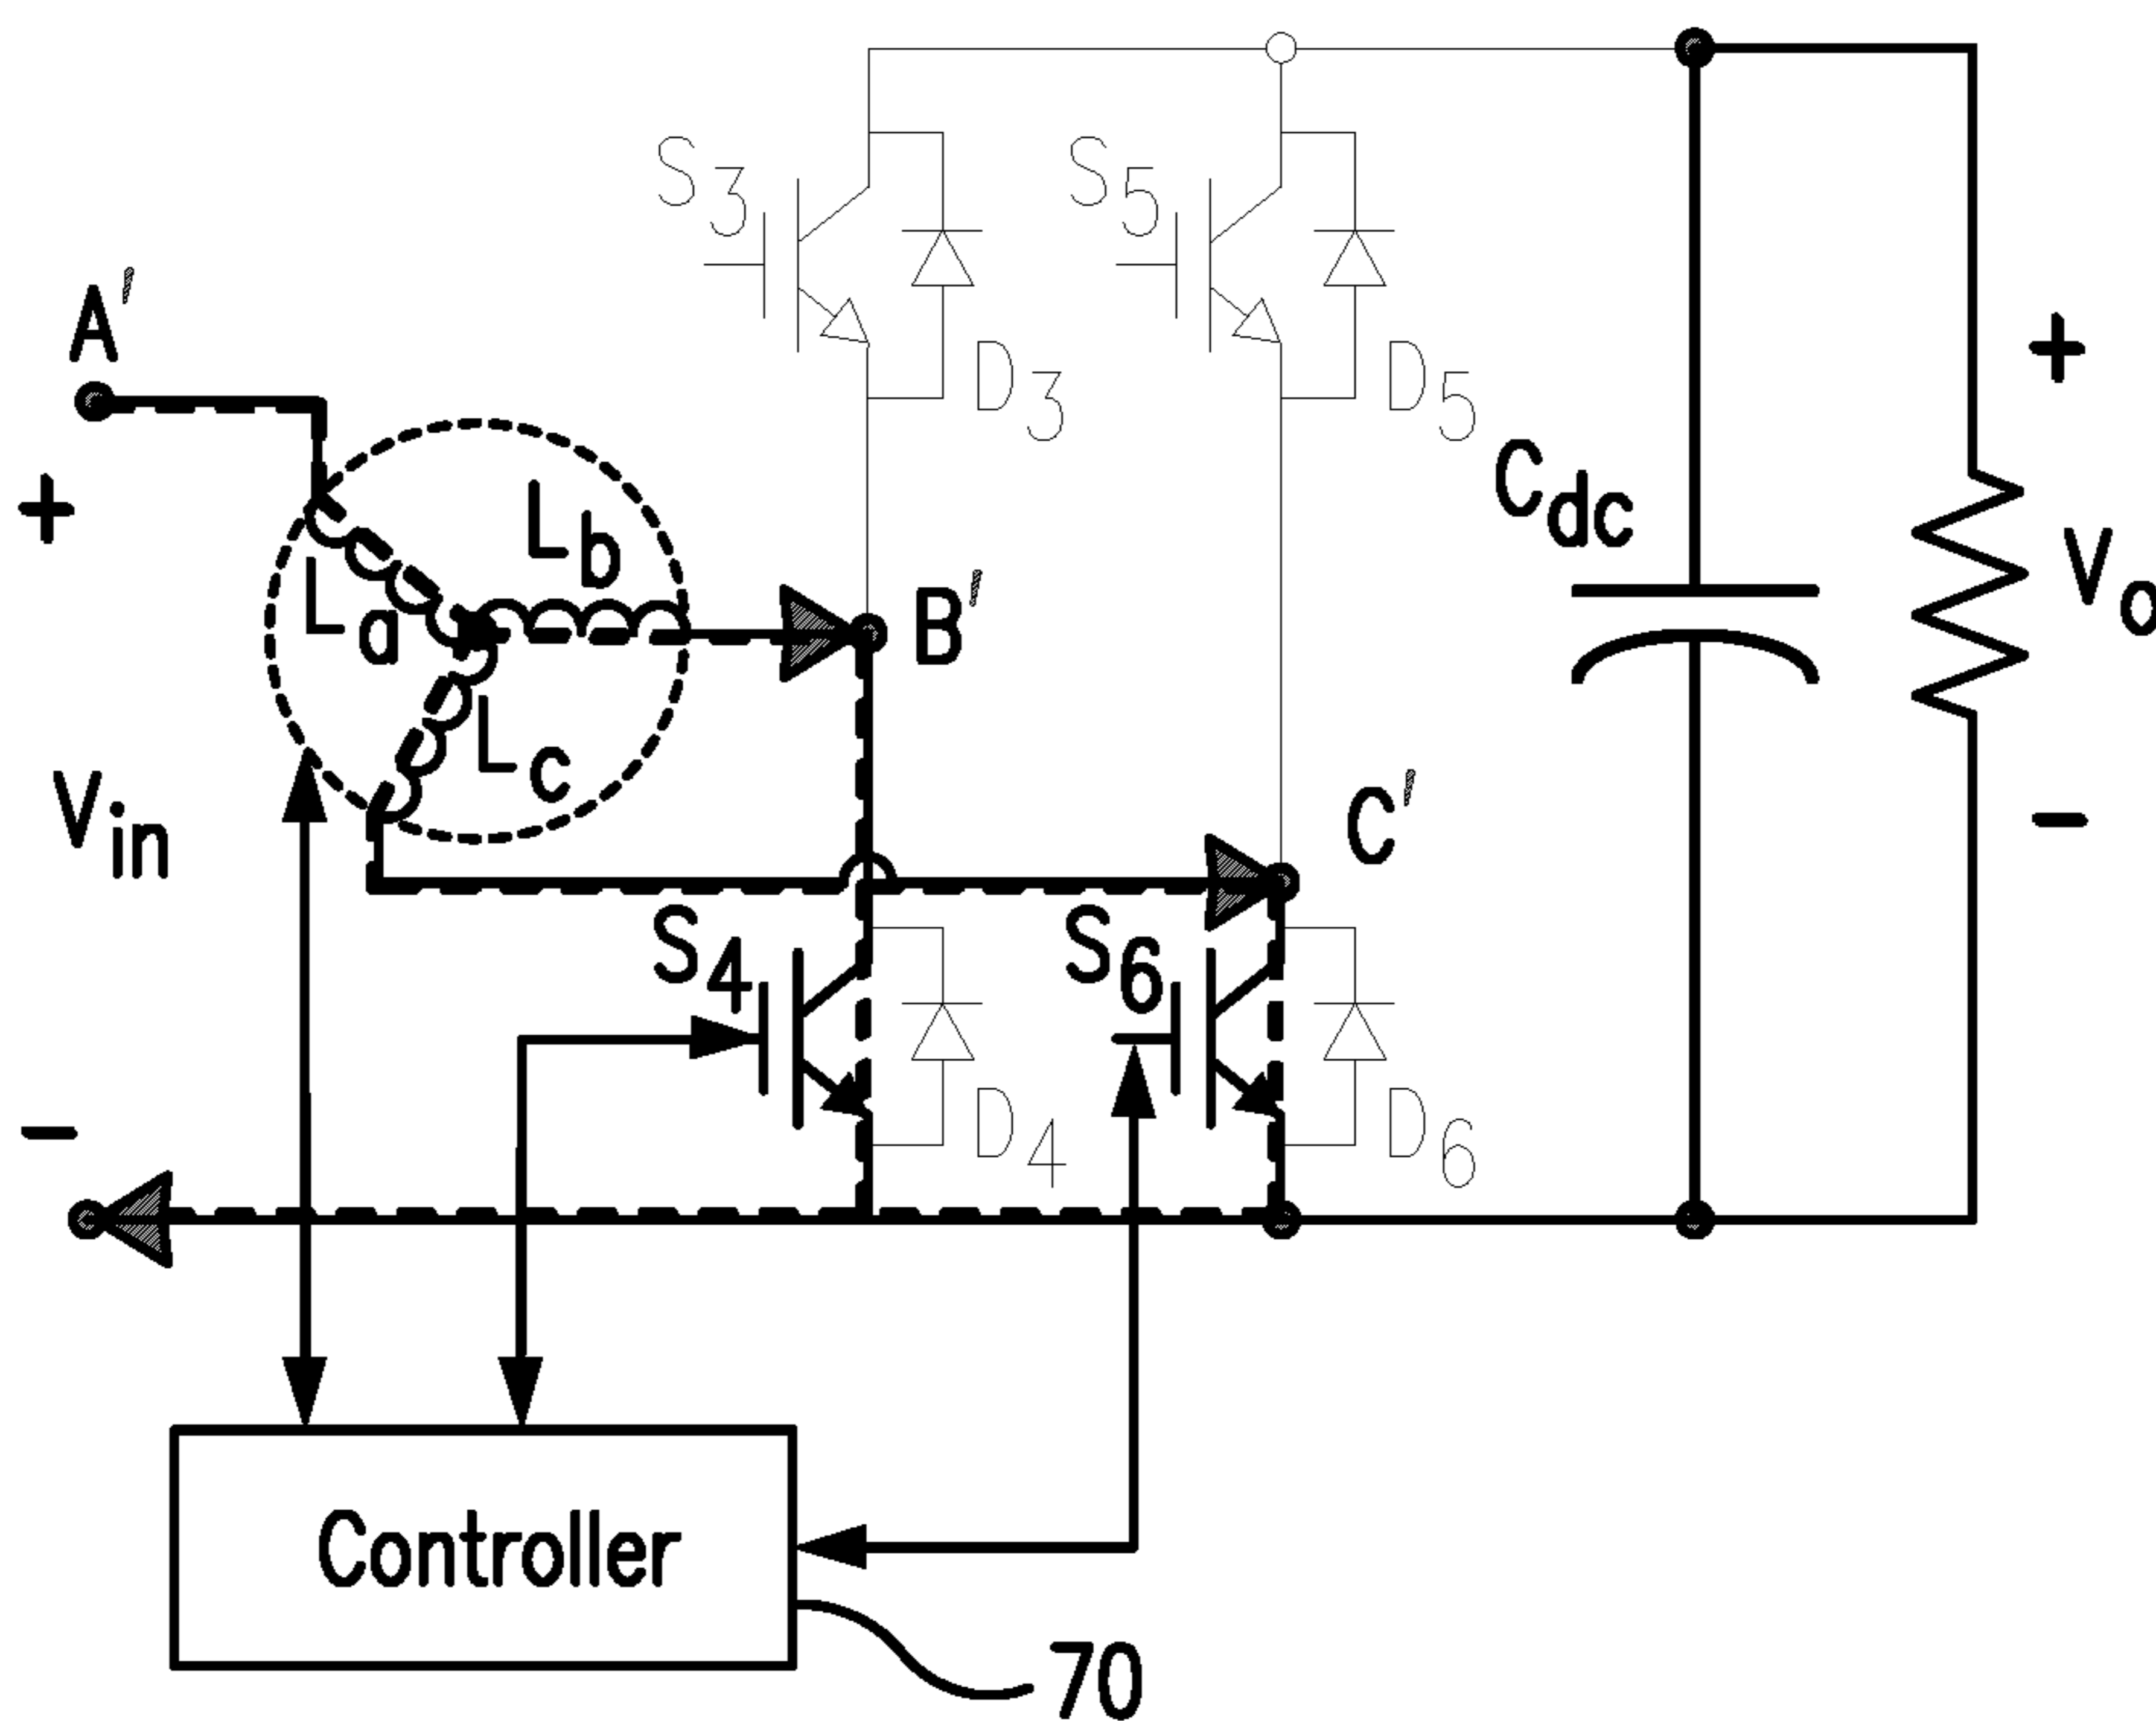 S3
S5
A'
+
+
D3
D5
Cdc
Lb
La
B'
Vo
Lc
Vin
C'
-
S4
S6
-
D4
D6
Controller
70